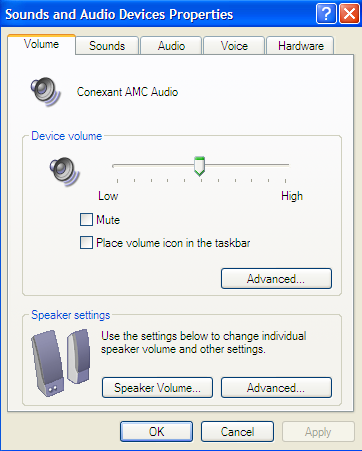 Sounds and Audio Devices Properties
?
Volume Sounds Audio Voice Hardware
Conexant AMC Audio
Device volume
Low High
Mute
Place volume icon in the taskbar
Advanced...
Speaker settings
Use the settings below to change individual
speaker volume and other settings.
Speaker Volume... Advanced...
OK Cancel Apply